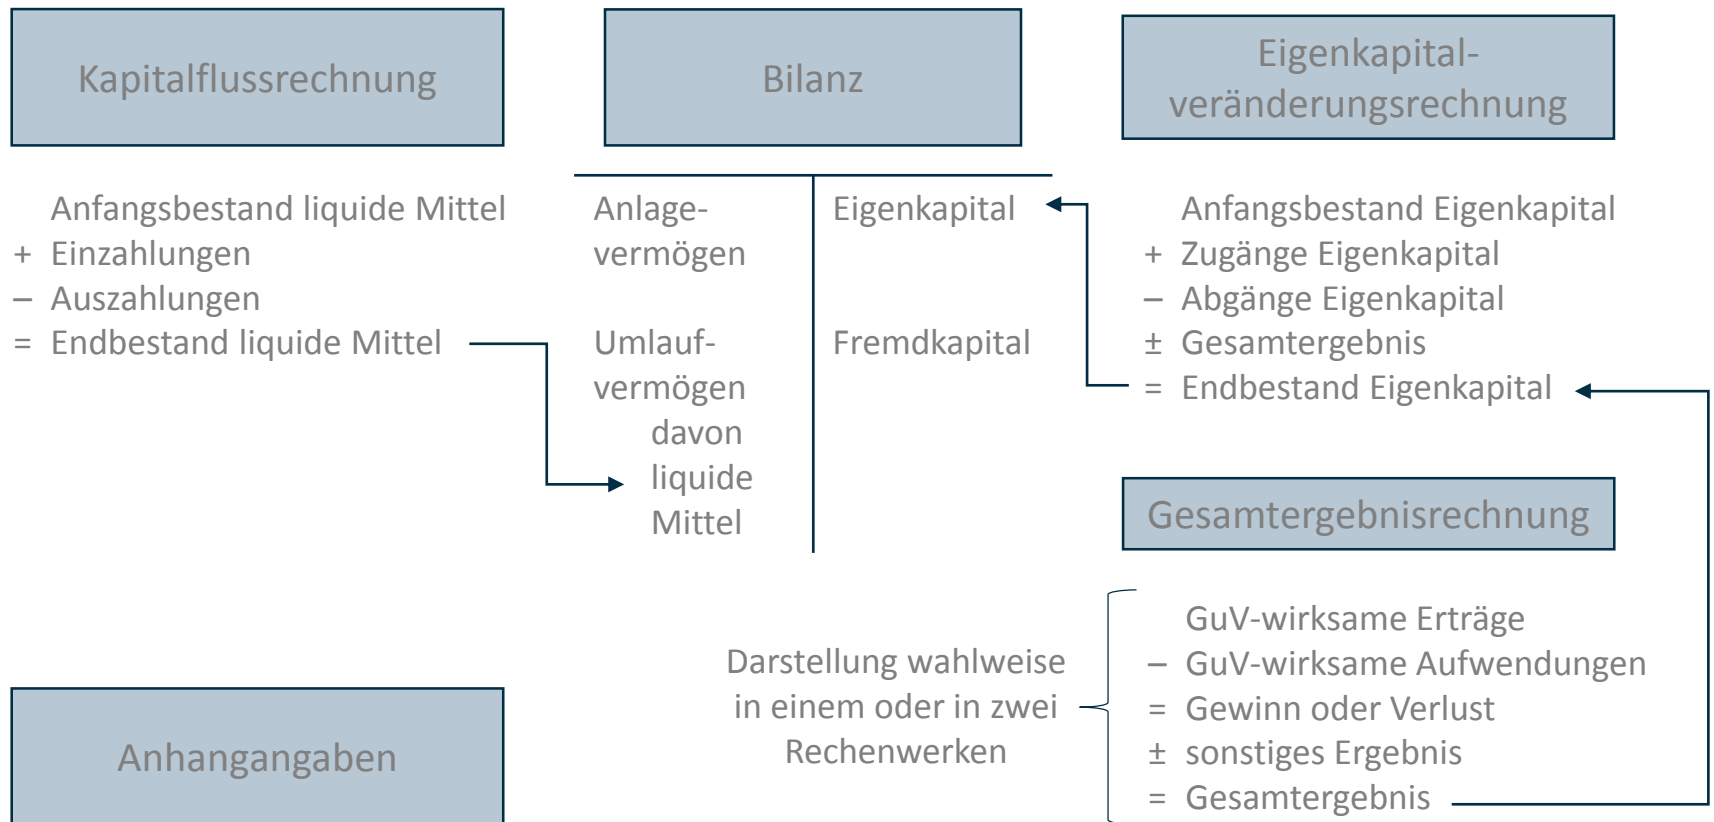 Kapitalflussrechnung
Anfangsbestand liquide Mittel
+ Einzahlungen
– Auszahlungen
= Endbestand liquide Mittel
Bilanz
Anlage-
vermögen
Umlauf-
vermögen
davon
liquide
Mittel
Eigenkapital
Fremdkapital
Eigenkapital-
veränderungsrechnung
Anfangsbestand Eigenkapital
+ Zugänge Eigenkapital
– Abgänge Eigenkapital
± Gesamtergebnis
= Endbestand Eigenkapital
Gesamtergebnisrechnung
Darstellung wahlweise
in einem oder in zwei
Rechenwerken
GuV-wirksame Erträge
– GuV-wirksame Aufwendungen
= Gewinn oder Verlust
± sonstiges Ergebnis
= Gesamtergebnis
Anhangangaben